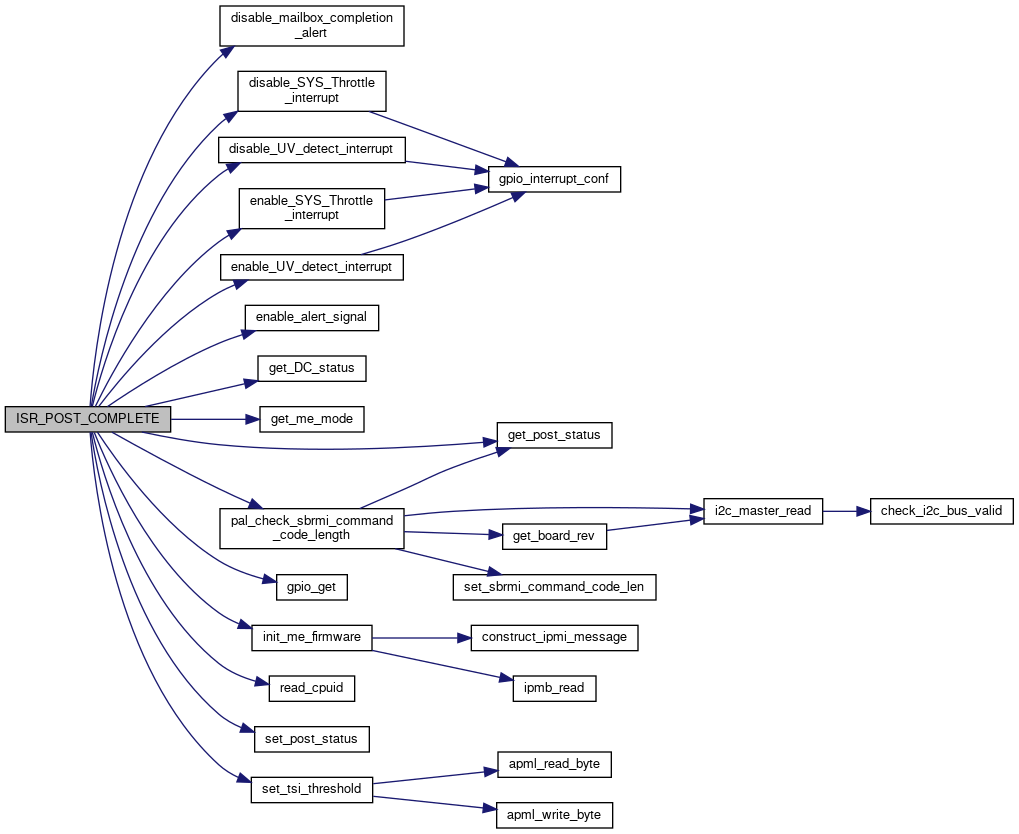 disable_mailbox_completion
_alert
disable_SYS_Throttle
_interrupt
disable_UV_detect_interrupt
gpio_interrupt_conf
enable_SYS_Throttle
_interrupt
enable_UV_detect_interrupt
enable_alert_signal
get_DC_status
ISR_POST_COMPLETE
get_me_mode
get_post_status
pal_check_sbrmi_command
_code_length
i2c_master_read
check_i2c_bus_valid
get_board_rev
gpio_get
set_sbrmi_command_code_len
init_me_firmware
construct_ipmi_message
read_cpuid
ipmb_read
set_post_status
set_tsi_threshold
apml_read_byte
apml_write_byte